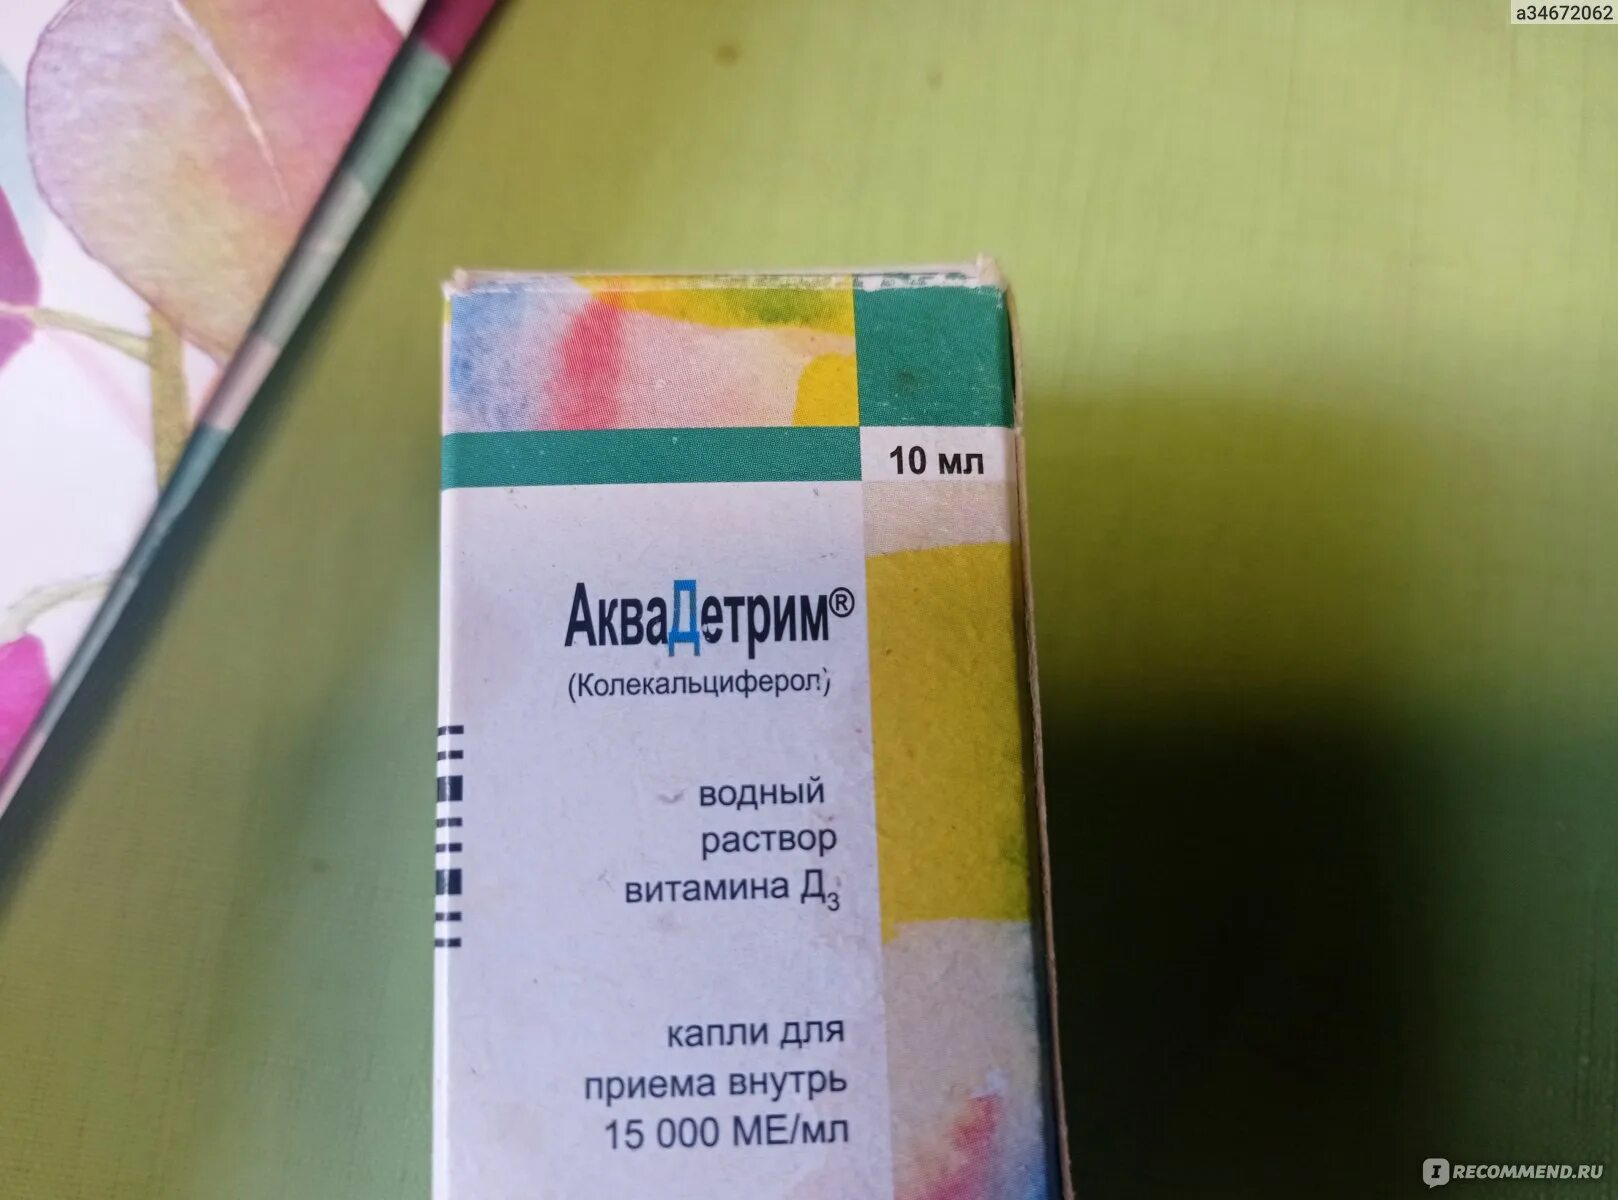 a34672062
10 мл
АкваДетрим®
(Колекальциферол)
водный
раствор
витамина Д₃
капли для
приема внутрь
15 000 МЕ/мл
I RECOMMEND.RU